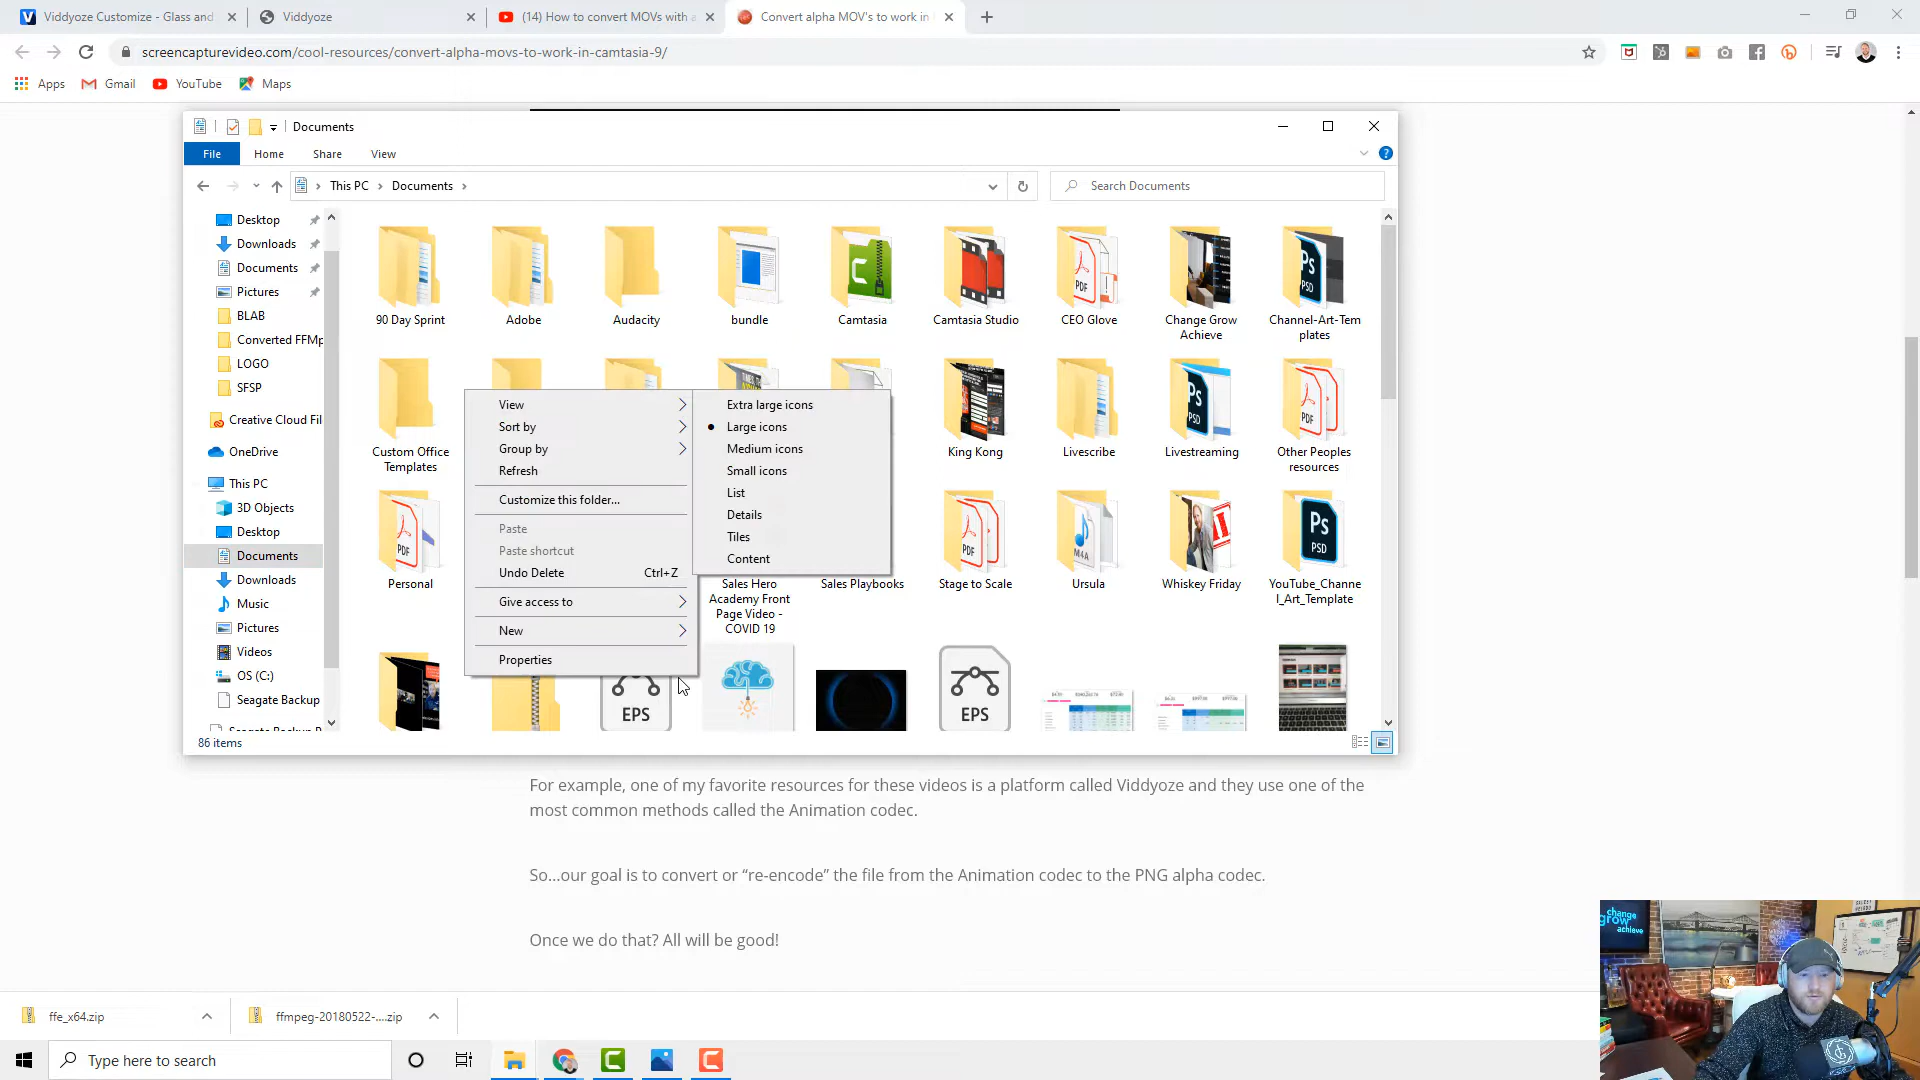 Viddyoze Customize - Glass and
Viddyoze
(14) How to convert MOVs with a
Convert alpha MOV's to work in
screencapturevideo.com/cool-resources/convert-alpha-movs-to-work-in-camtasia-9/
Apps
Gmail
YouTube
Maps
Documents
File
Home
Share
View
This PC
Documents
Search Documents
Desktop
Downloads
Documents
Pictures
BLAB
Converted FFMp
LOGO
SFSP
Creative Cloud Fil
OneDrive
This PC
3D Objects
Desktop
Documents
Downloads
Music
Pictures
Videos
OS (C:)
Seagate Backup
90 Day Sprint
Adobe
Audacity
bundle
Camtasia
Camtasia Studio
CEO Glove
Change Grow
Achieve
Channel-Art-Tem
plates
Custom Office
Templates
King Kong
Livescribe
Livestreaming
Other Peoples
resources
Personal
Sales Hero
Academy Front
Page Video -
COVID 19
Sales Playbooks
Stage to Scale
Ursula
Whiskey Friday
YouTube_Channe
l_Art_Template
PDF
Ps
PSD
M4A
EPS
EPS
View
Sort by
Group by
Refresh
Customize this folder...
Paste
Paste shortcut
Undo Delete Ctrl+Z
Give access to
New
Properties
Extra large icons
Large icons
Medium icons
Small icons
List
Details
Tiles
Content
86 items
For example, one of my favorite resources for these videos is a platform called Viddyoze and they use one of the
most common methods called the Animation codec.
So...our goal is to convert or “re-encode” the file from the Animation codec to the PNG alpha codec.
Once we do that? All will be good!
change
grow
achieve
ffe_x64.zip
ffmpeg-20180522-....zip
Type here to search